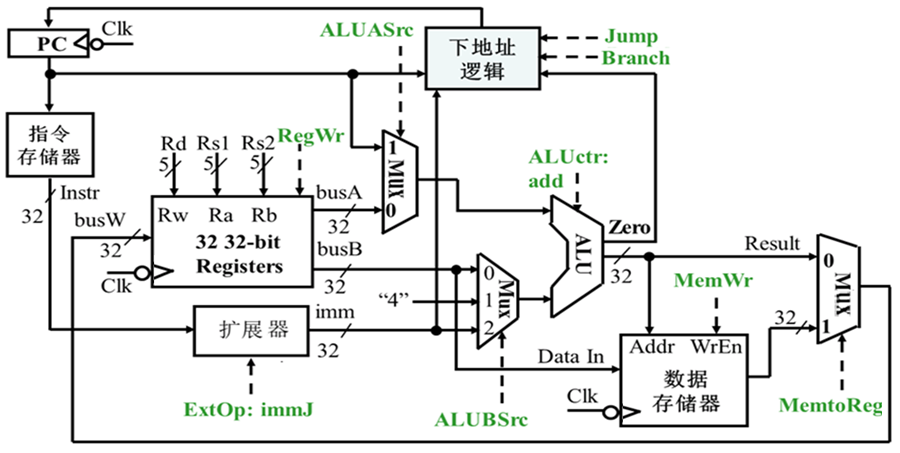 ALUASrc
Clk
PC
下地址
逻辑
Jump
Branch
指令
存储器
Instr
32
Rd
Rs1
Rs2
RegWr
5
5
5
1
Mux
0
ALUctr:
add
busW
32
Rw
Ra
Rb
32 32-bit
Registers
Clk
busA
32
busB
32
ALU
Zero
32
Result
0
Mux
1
"4"
0
1
2
Mux
MemWr
扩展器
imm
32
Data In
Addr
WrEn
数据
存储器
Clk
32
ExtOp: immJ
ALUBSrc
MemtoReg